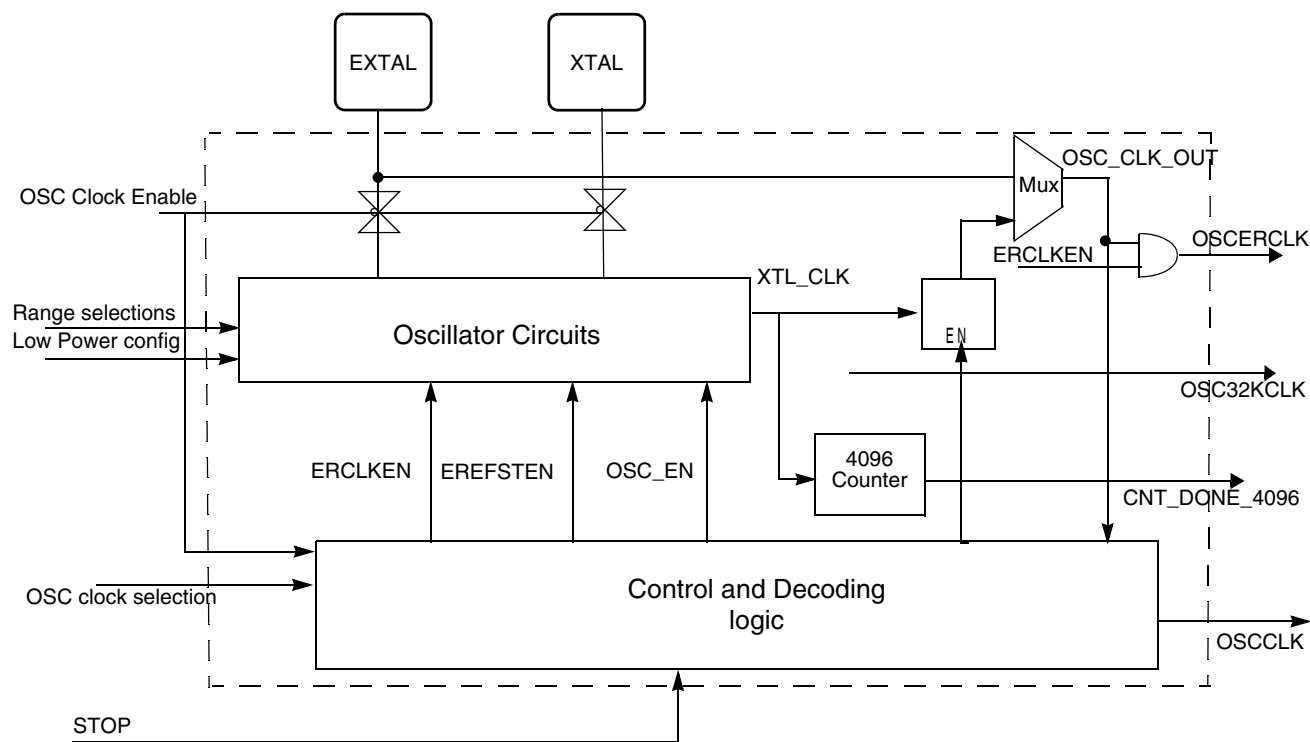 EXTAL
XTAL
OSC_CLK_OUT
Mux
OSC Clock Enable
OSCERCLK
ERCLKEN
XTL_CLK
Range selections
Low Power config
Oscillator Circuits
EN
OSC32KCLK
ERCLKEN
EREFSTEN
OSC_EN
4096
Counter
CNT_DONE_4096
OSC clock selection
Control and Decoding
logic
OSCCLK
STOP